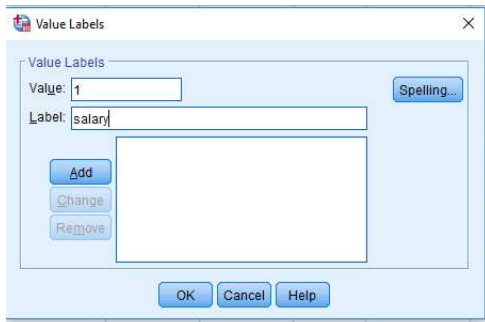 Value Labels
Value Labels
Value: 1
Spelling...
Label: salary
Add
Change
Remove
OK Cancel Help